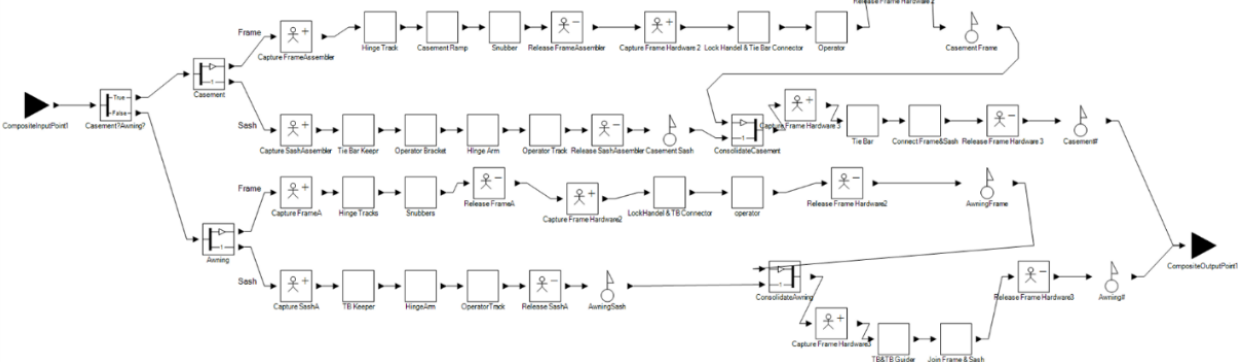 Release Frame Hardware 2
Frame
Capture FrameAssembler
Hinge Track
Casement Ramp
Snubber
Release FrameAssembler
Capture Frame Hardware 2
Lock Handel & Tie Bar Connector
Operator
Casement Frame
CompositeInputPoint1
True
False
Casement?Awning?
1
Casement
Sash
Capture SashAssembler
Tie Bar Keepr
Operator Bracket
Hinge Arm
Operator Track
Release SashAssembler
Casement Sash
1
ConsolidateCasement
Capture Frame Hardware 3
Tie Bar
Connect Frame&Sash
Release Frame Hardware 3
Casement#
Frame
Capture FrameA
Hinge Tracks
Snubbers
Release FrameA
Capture Frame Hardware2
LockHandel & TB Connector
operator
Release Frame Hardware2
AwningFrame
1
Awning
CompositeOutputPoint1
Sash
Capture SashA
TB Keeper
HingeArm
OperatorTrack
Release SashA
AwningSash
1
ConsolidateAwning
Release Frame Hardware3
Awning#
Capture Frame Hardware3
TB&TB Guider
Join Frame & Sash